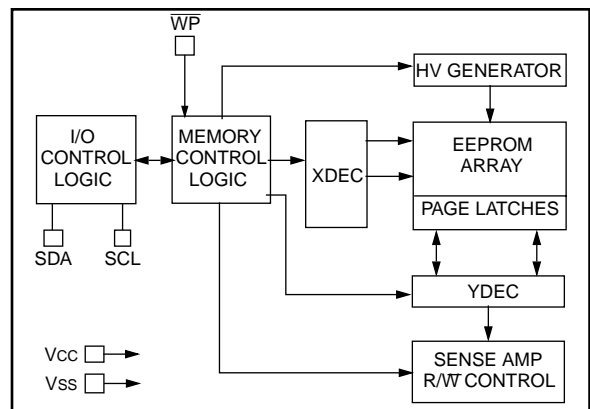 W̅P̅
HV GENERATOR
I/O
CONTROL
LOGIC
MEMORY
CONTROL
LOGIC
XDEC
EEPROM
ARRAY
PAGE LATCHES
SDA
SCL
YDEC
VCC
VSS
SENSE AMP
R/W̅ CONTROL